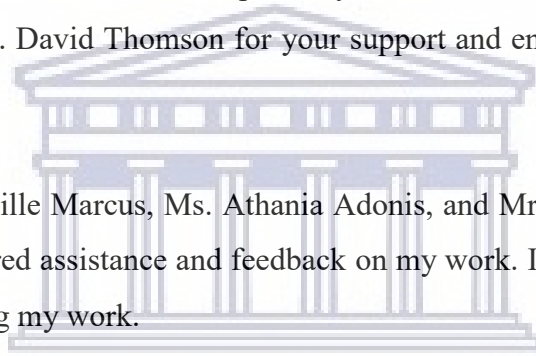 . David Thomson for your support and en
ille Marcus, Ms. Athania Adonis, and Mr
red assistance and feedback on my work. I
g my work.